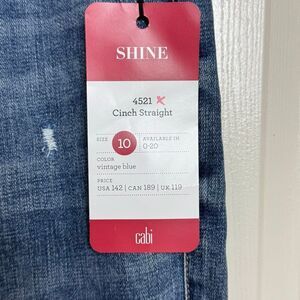 SHINE
4521
Cinch Straight
SIZE 10 AVAILABLE IN
0-20
COLOR
vintage blue
PRICE
USA 142 | CAN 189 | UK 119
cabi